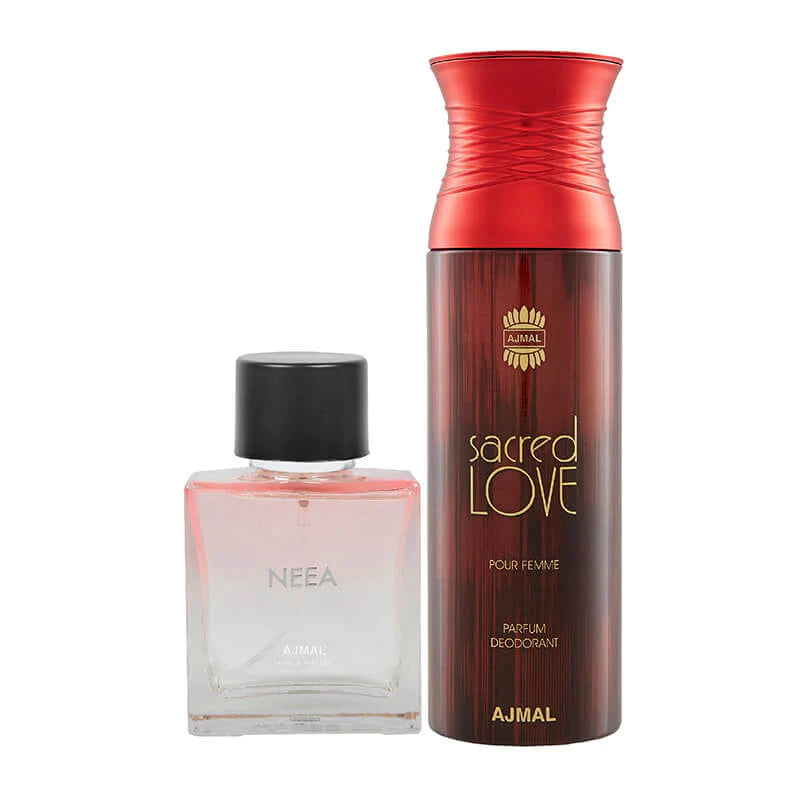 NEEA
AJMAL
AJMAL
sacred
LOVE
POUR FEMME
PARFUM
DEODORANT
AJMAL